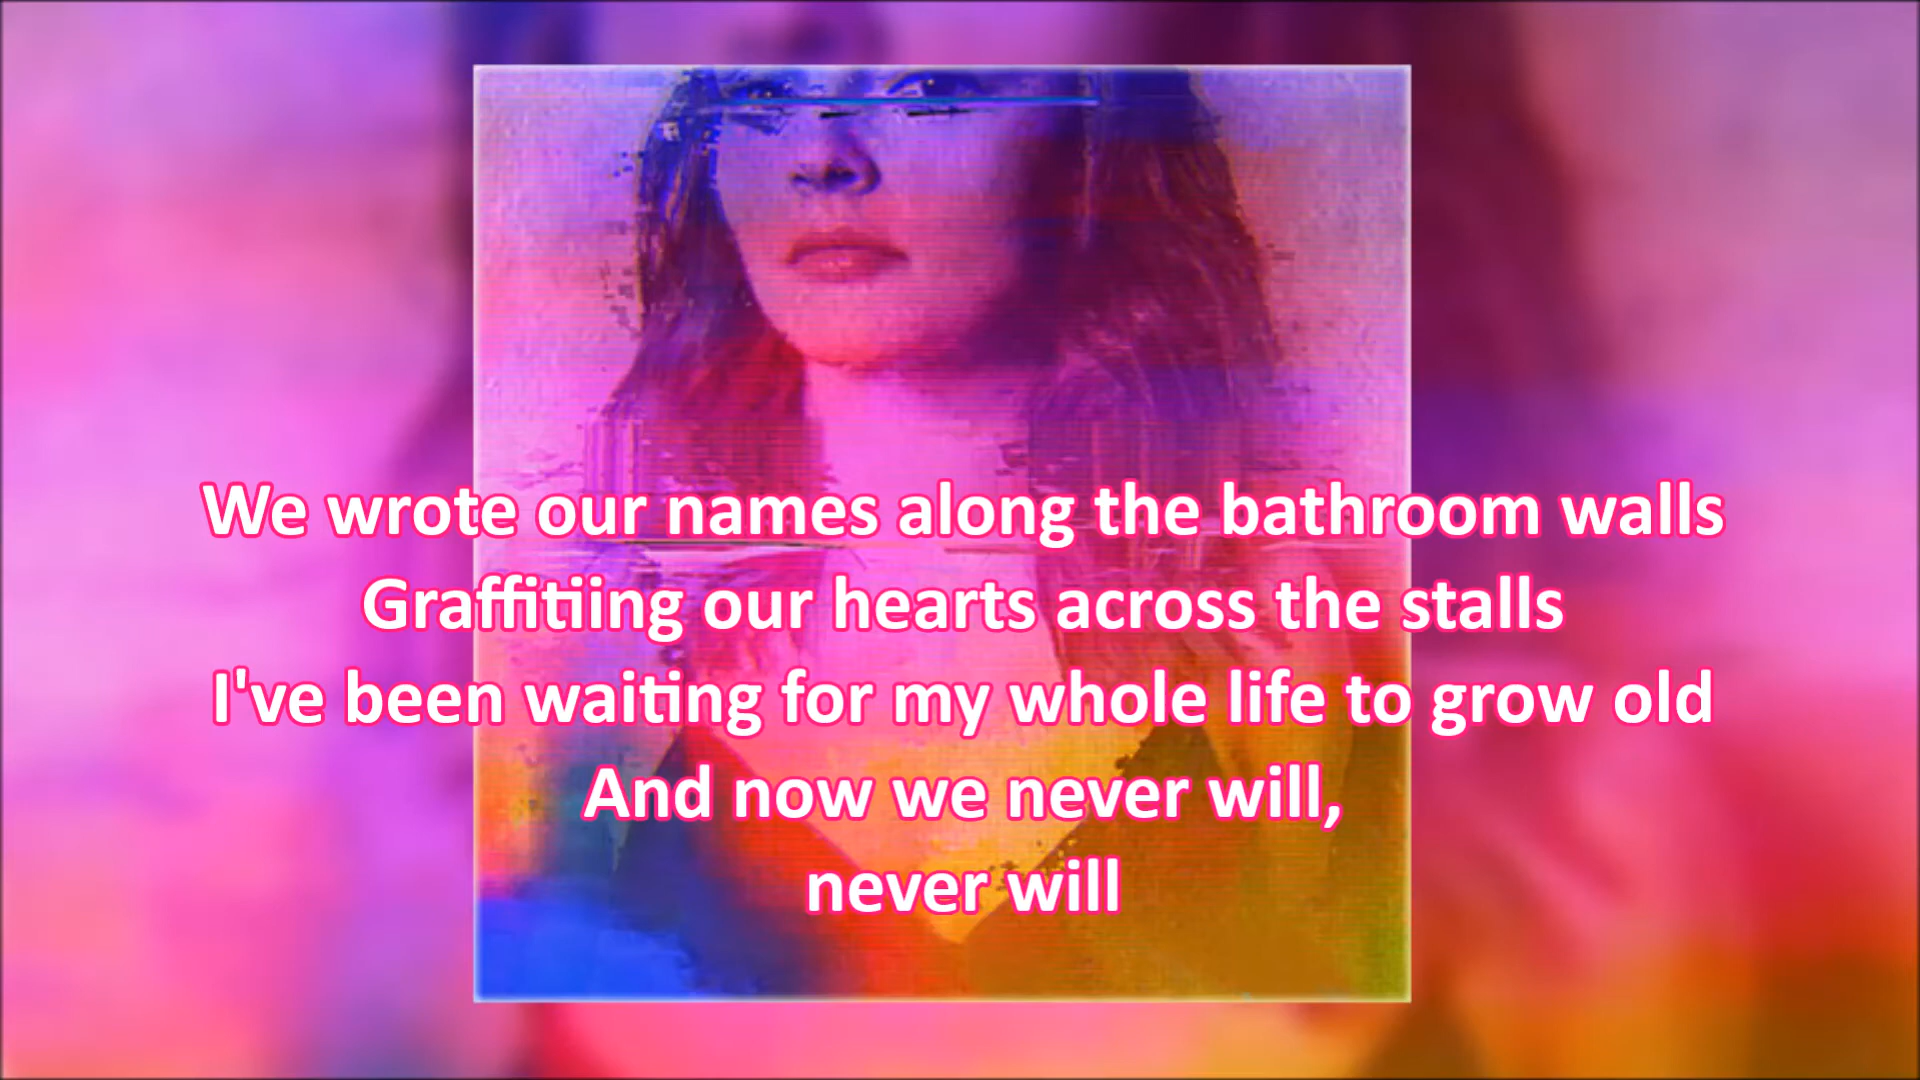 We wrote our names along the bathroom walls
Graffitiing our hearts across the stalls
I've been waiting for my whole life to grow old
And now we never will,
never will